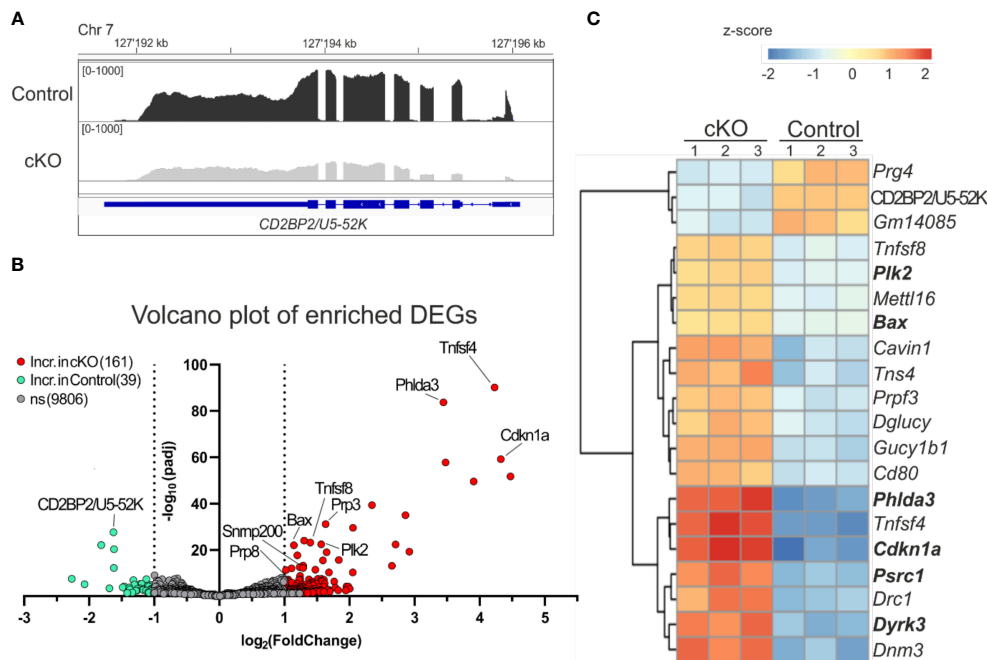 A
Chr 7
127'192 kb 127'194 kb 127'196 kb
[0-1000]
Control
[0-1000]
cKO
CD2BP2/U5-52K
B
Volcano plot of enriched DEGs
Incr.in cKO(161)
Incr.in Control(39)
ns(9806)
100
80
60
40
20
-log10(padj)
Tnfsf4
Phlda3
Cdkn1a
CD2BP2/U5-52K
Tnfsf8
Prp3
Bax
Snmp200
Plk2
Prp8
-3 -2 -1 0 1 2 3 4 5
log2(FoldChange)
C
z-score
-2 -1 0 1 2
cKO Control
1 2 3 1 2 3
Prg4
CD2BP2/U5-52K
Gm14085
Tnfsf8
Plk2
Mettl16
Bax
Cavin1
Tns4
Prpf3
Dglucy
Gucy1b1
Cd80
Phlda3
Tnfsf4
Cdkn1a
Psrc1
Drc1
Dyrk3
Dnm3